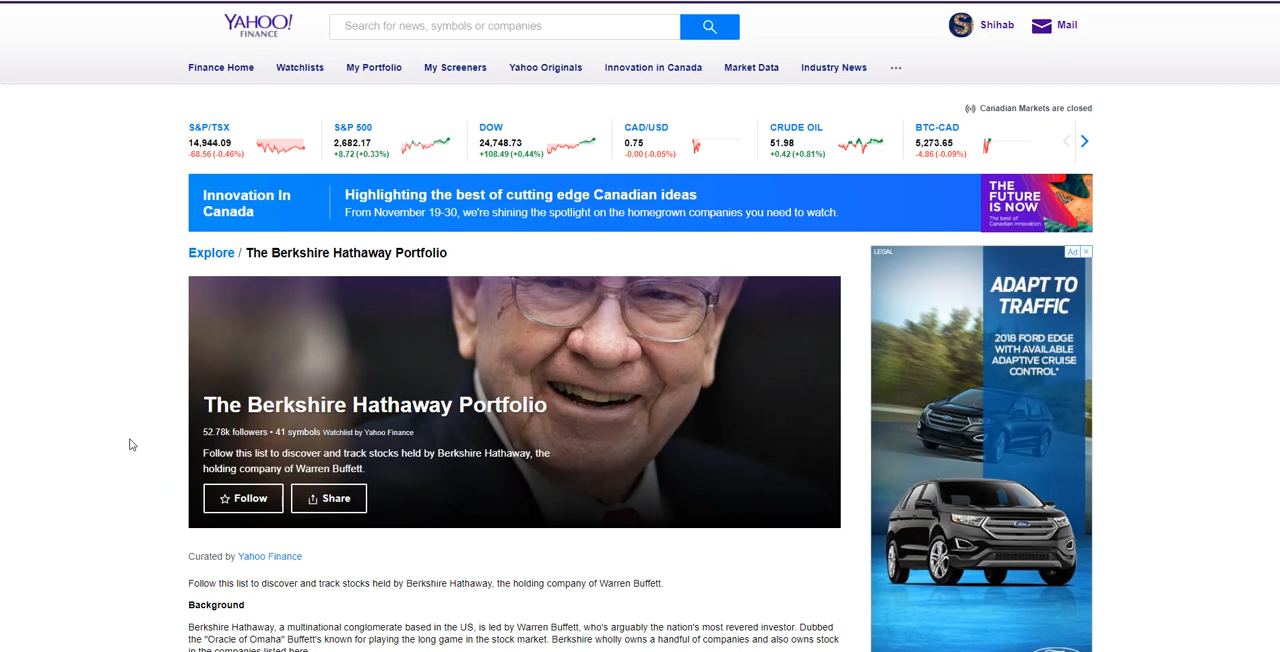 YAHOO!
FINANCE
Search for news, symbols or companies
Shihab
Mail
Finance Home
Watchlists
My Portfolio
My Screeners
Yahoo Originals
Innovation in Canada
Market Data
Industry News
Canadian Markets are closed
S&P/TSX
14,944.09
-68.56 (-0.46%)
S&P 500
2,682.17
+8.72 (+0.33%)
DOW
24,748.73
+108.49 (+0.44%)
CAD/USD
0.75
-0.00 (-0.05%)
CRUDE OIL
51.98
+0.42 (+0.81%)
BTC-CAD
5,273.65
-4.86 (-0.09%)
Innovation In
Canada
Highlighting the best of cutting edge Canadian ideas
From November 19-30, we're shining the spotlight on the homegrown companies you need to watch.
THE
FUTURE
IS NOW
The best of
Canadian innovation
Explore / The Berkshire Hathaway Portfolio
The Berkshire Hathaway Portfolio
52.78k followers • 41 symbols Watchlist by Yahoo Finance
Follow this list to discover and track stocks held by Berkshire Hathaway, the
holding company of Warren Buffett.
Follow
Share
LEGAL
Ad
ADAPT TO
TRAFFIC
2018 FORD EDGE
WITH AVAILABLE
ADAPTIVE CRUISE
CONTROL*
Ford
Curated by Yahoo Finance
Follow this list to discover and track stocks held by Berkshire Hathaway, the holding company of Warren Buffett.
Background
Berkshire Hathaway, a multinational conglomerate based in the US, is led by Warren Buffett, who's arguably the nation's most revered investor. Dubbed
the "Oracle of Omaha" Buffett's known for playing the long game in the stock market. Berkshire wholly owns a handful of companies and also owns stock
in the companies listed here.